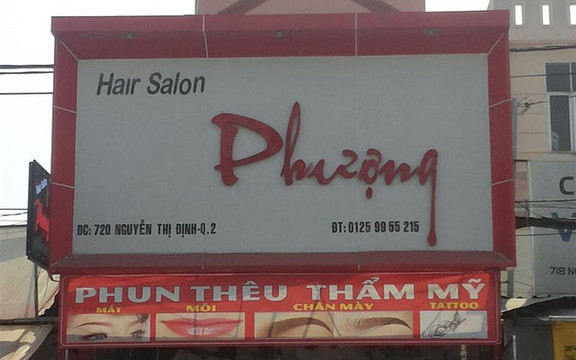 Hair Salon
Phượng
ĐC: 720 NGUYỄN THỊ ĐỊNH-Q.2
ĐT: 0125 99 55 215
PHUN THÊU THẨM MỸ
MẮT MÔI CHÂN MÀY TATTOO
71B